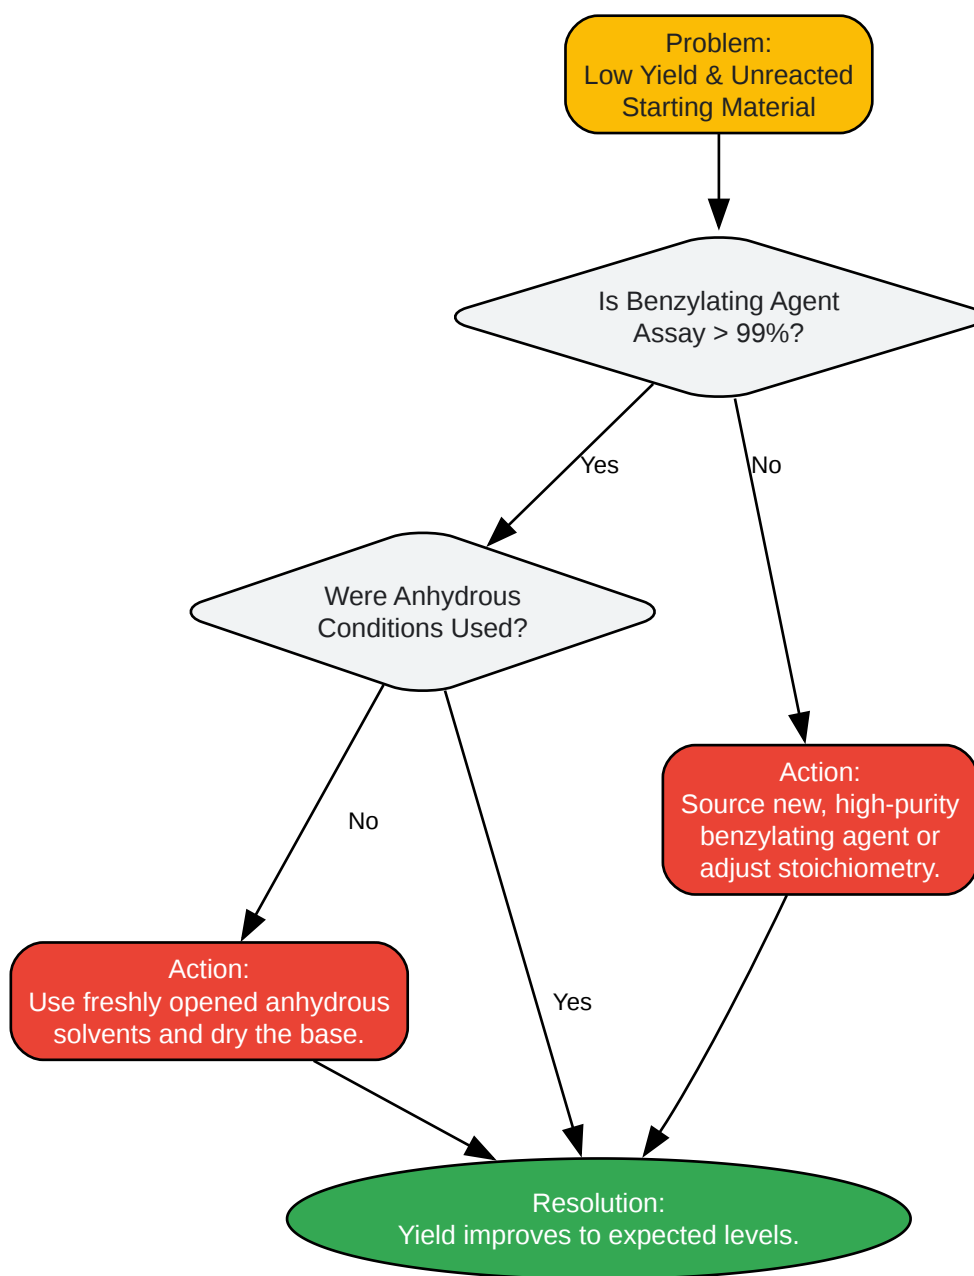 Problem:
Low Yield & Unreacted
Starting Material
Is Benzylating Agent
Assay > 99%?
Yes
No
Were Anhydrous
Conditions Used?
Action:
Source new, high-purity
benzylating agent or
adjust stoichiometry.
No
Action:
Use freshly opened anhydrous
solvents and dry the base.
Yes
Resolution:
Yield improves to expected levels.